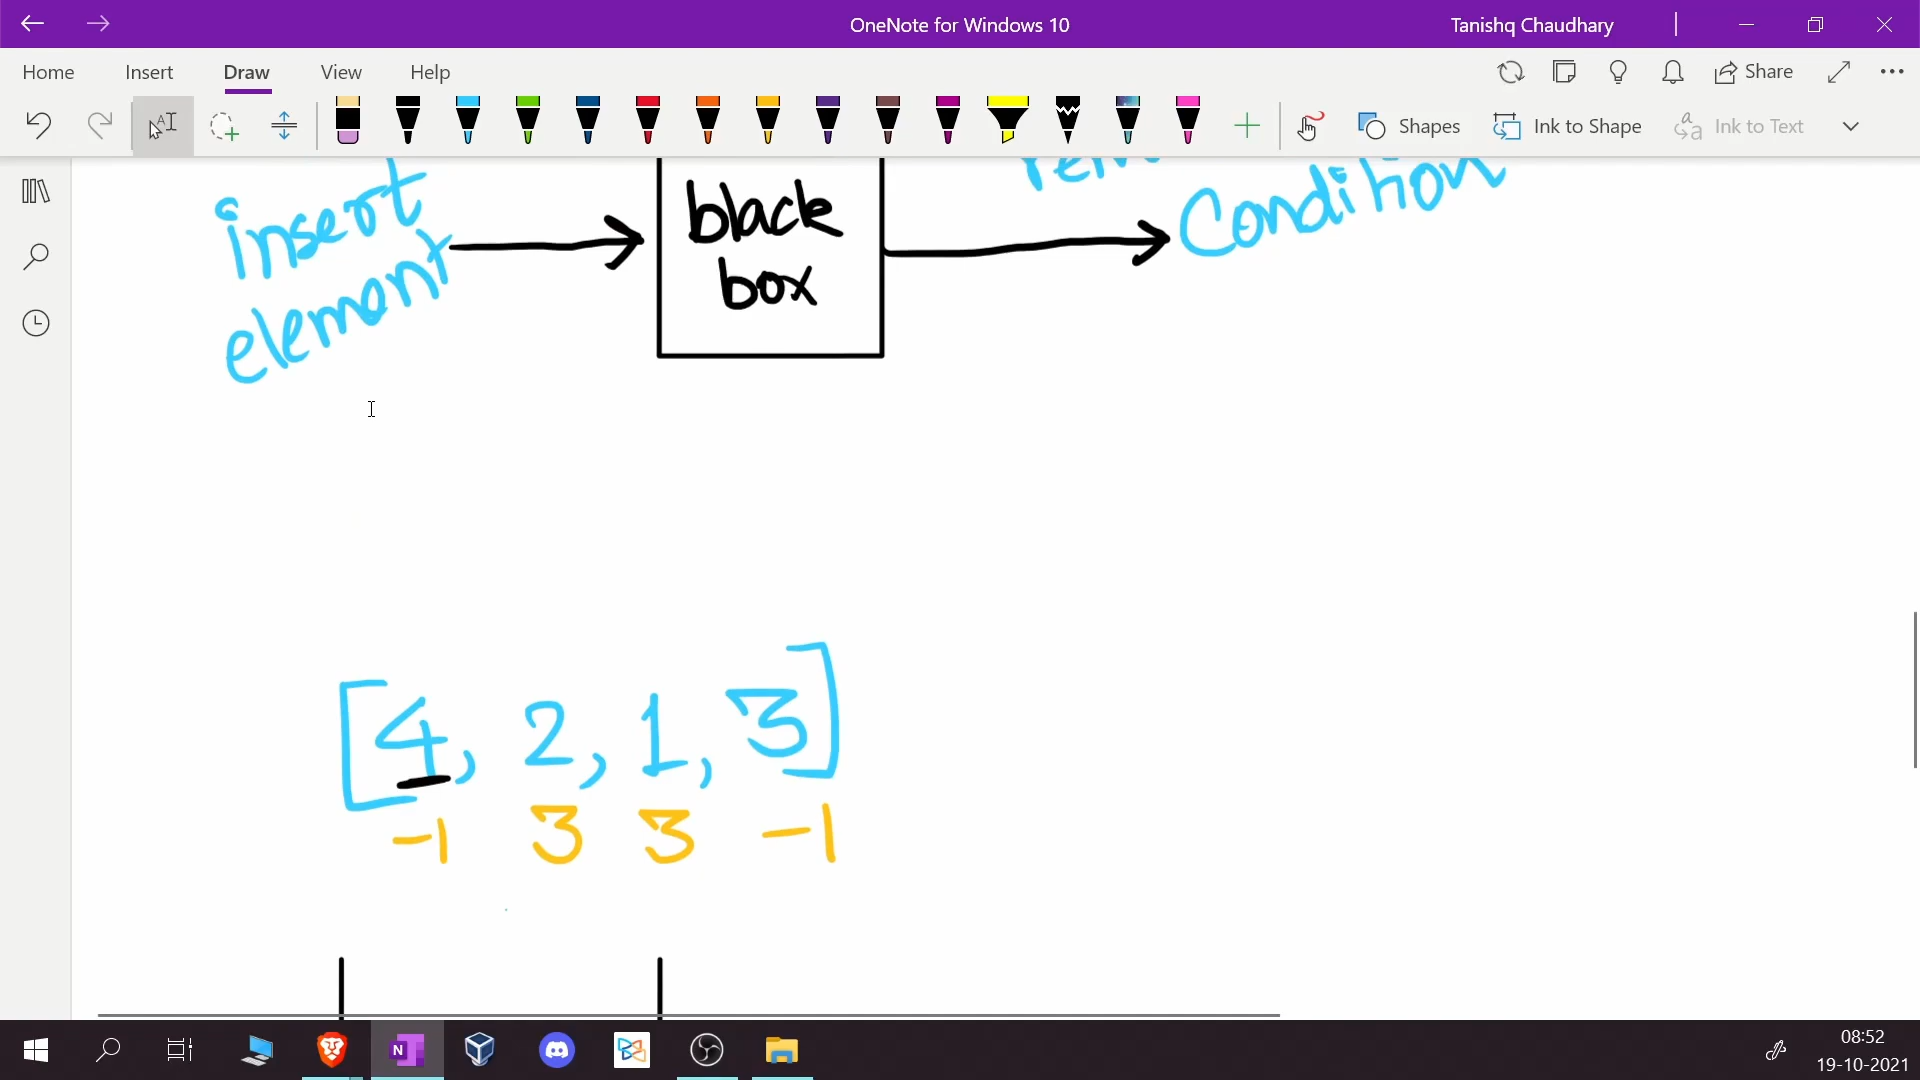 OneNote for Windows 10
Tanishq Chaudhary
Home Insert Draw View Help
Share
Shapes Ink to Shape Ink to Text
insert
element
black
box
Condition
[4, 2, 1, 3]
-1 3 3 -1
08:52
19-10-2021